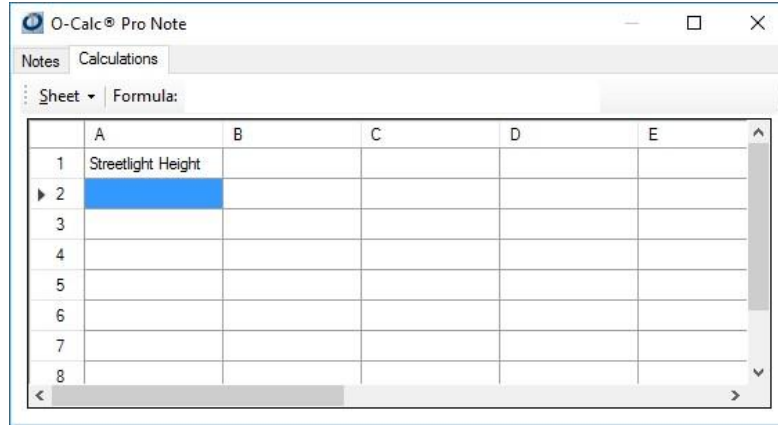 O-Calc® Pro Note
Notes Calculations
Sheet Formula:
A B C D E
1 Streetlight Height
2
3
4
5
6
7
8